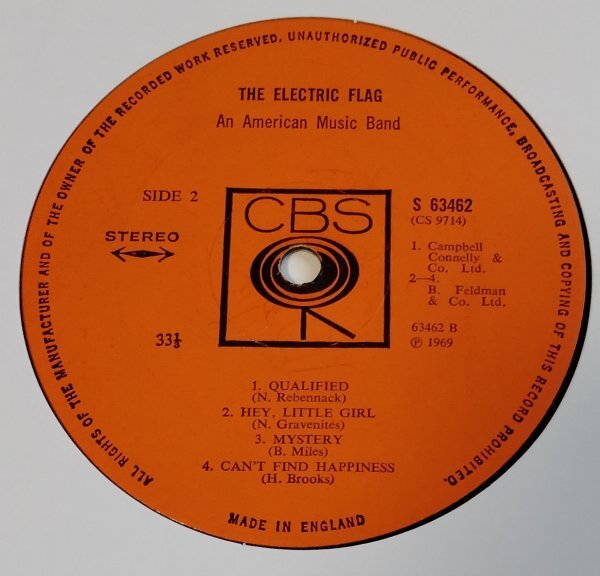 ALL RIGHTS OF THE MANUFACTURER AND OF THE OWNER OF THE RECORDED WORK RESERVED. UNAUTHORIZED PUBLIC PERFORMANCE, BROADCASTING AND COPYING OF THIS RECORD PROHIBITED.
THE ELECTRIC FLAG
An American Music Band
SIDE 2
STEREO
33⅓
CBS
S 63462
(CS 9714)
1. Campbell
Connelly &
Co. Ltd.
2—4.
B. Feldman
& Co. Ltd.
63462 B
℗ 1969
1. QUALIFIED
(N. Rebennack)
2. HEY, LITTLE GIRL
(N. Gravenites)
3. MYSTERY
(B. Miles)
4. CAN'T FIND HAPPINESS
(H. Brooks)
MADE IN ENGLAND